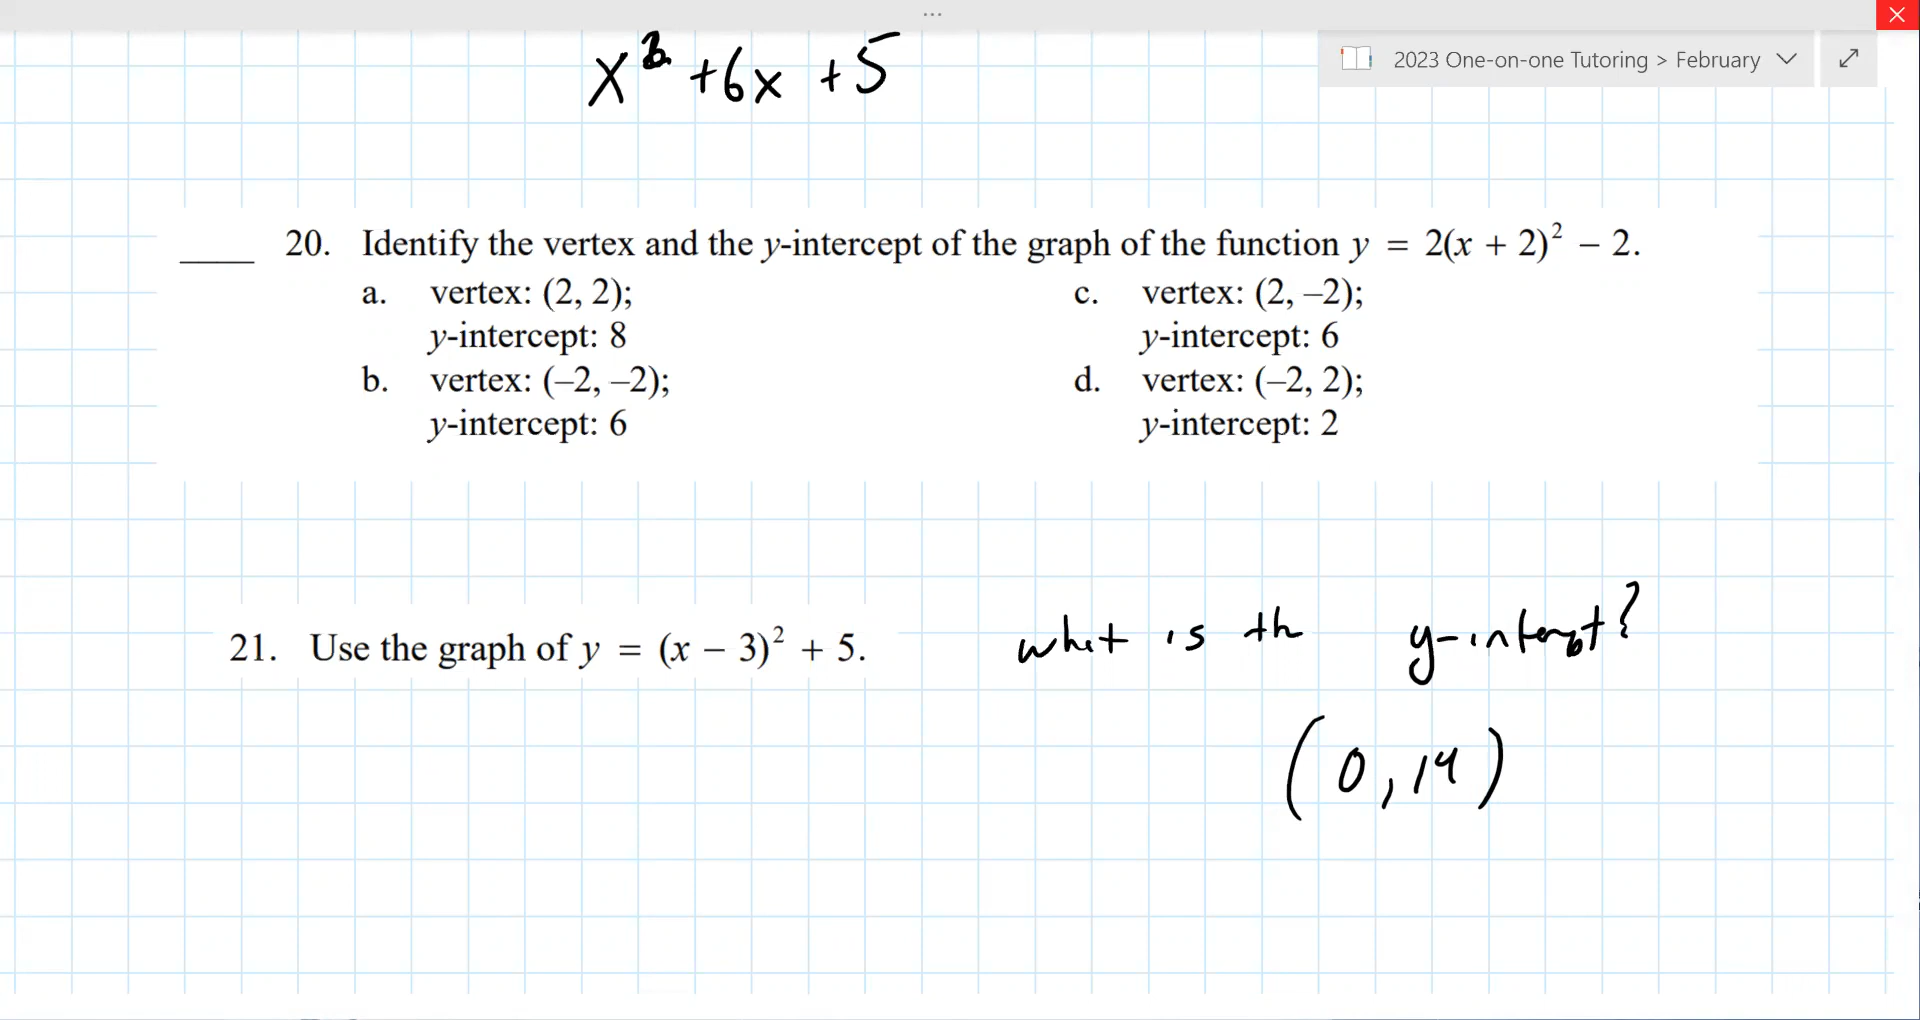 ...
2023 One-on-one Tutoring > February
x² +6x +5
____ 20. Identify the vertex and the y-intercept of the graph of the function y = 2(x + 2)² – 2.
a. vertex: (2, 2);
y-intercept: 8
b. vertex: (–2, –2);
y-intercept: 6
c. vertex: (2, –2);
y-intercept: 6
d. vertex: (–2, 2);
y-intercept: 2
21. Use the graph of y = (x – 3)² + 5.
what is th y-intercept?
(0, 14)